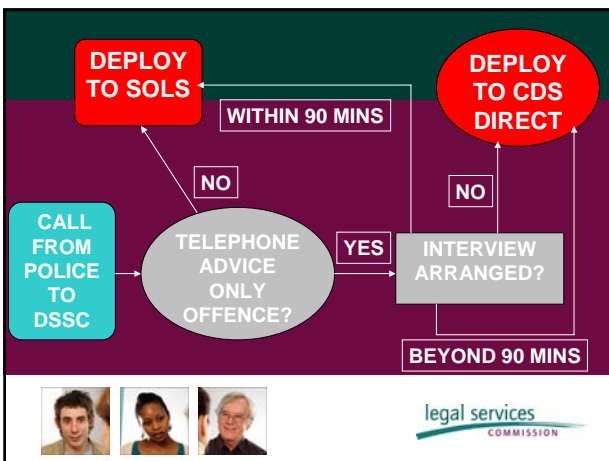 DEPLOY
TO SOLS
DEPLOY
TO CDS
DIRECT
WITHIN 90 MINS
NO
NO
CALL
FROM
POLICE
TO
DSSC
TELEPHONE
ADVICE
ONLY
OFFENCE?
YES
INTERVIEW
ARRANGED?
BEYOND 90 MINS
legal services
COMMISSION